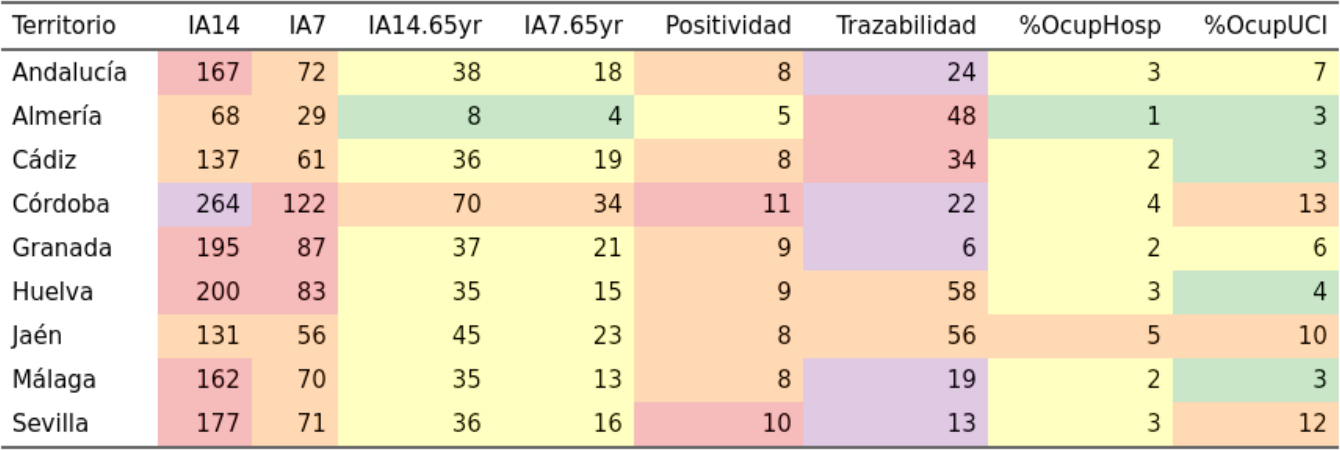 Territorio IA14 IA7 IA14.65yr IA7.65yr Positividad Trazabilidad %OcupHosp %OcupUCI
Andalucía 167 72 38 18 8 24 3 7
Almería 68 29 8 4 5 48 1 3
Cádiz 137 61 36 19 8 34 2 3
Córdoba 264 122 70 34 11 22 4 13
Granada 195 87 37 21 9 6 2 6
Huelva 200 83 35 15 9 58 3 4
Jaén 131 56 45 23 8 56 5 10
Málaga 162 70 35 13 8 19 2 3
Sevilla 177 71 36 16 10 13 3 12